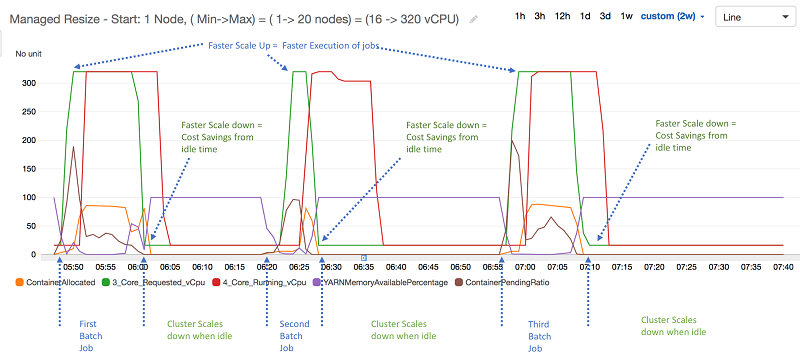 Managed Resize - Start: 1 Node, ( Min->Max) = ( 1-> 20 nodes) = (16 -> 320 vCPU)
1h 3h 12h 1d 3d 1w custom (2w) Line
No unit
Faster Scale Up = Faster Execution of jobs
300
250
200
150
100
50
0
Faster Scale down =
Cost Savings from
idle time
Faster Scale down =
Cost Savings from
idle time
Faster Scale down =
Cost Savings from
idle time
06:50 06:55 06:00 06:05 06:10 06:15 06:20 06:25 06:30 06:35 06:40 06:45 06:50 06:55 07:00 07:05 07:10 07:15 07:20 07:25 07:30 07:35 07:40
ContainerAllocated 3_Core_Requested_vCpu 4_Core_Running_vCpu YARNMemoryAvailablePercentage ContainerPendingRatio
First
Batch
Job
Cluster Scales
down when idle
Second
Batch
Job
Cluster Scales
down when idle
Third
Batch
Job
Cluster Scales
down when idle